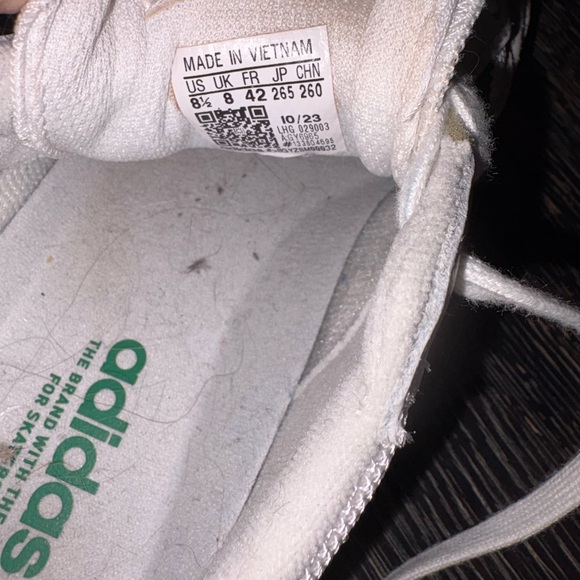 MADE IN VIETNAM
US UK FR JP CHN
8½ 8 42 265 260
10/23
LHG 029003
adidas
THE BRAND WITH THE
FOR